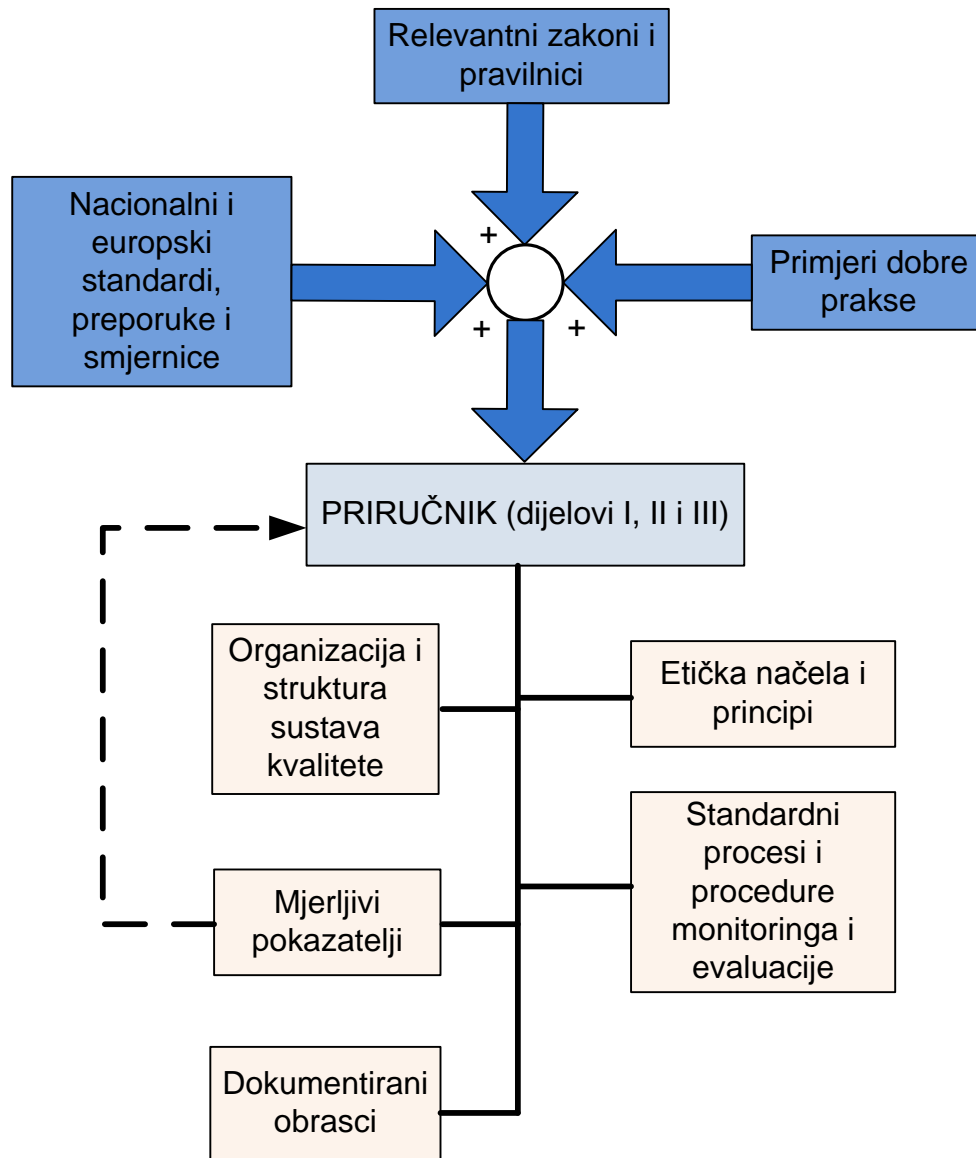 Relevantni zakoni i
pravilnici
Nacionalni i
europski
standardi,
preporuke i
smjernice
+
Primjeri dobre
prakse
+
+
PRIRUČNIK (dijelovi I, II i III)
Organizacija i
struktura
sustava
kvalitete
Etička načela i
principi
Standardni
procesi i
procedure
monitoringa i
evaluacije
Mjerljivi
pokazatelji
Dokumentirani
obrasci